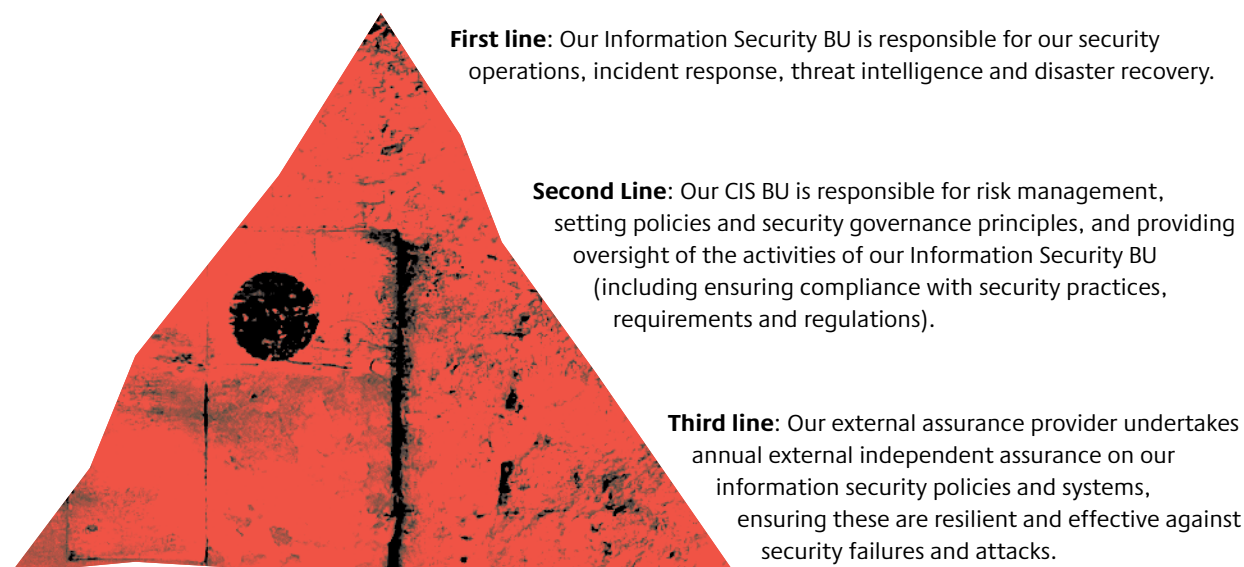 First line: Our Information Security BU is responsible for our security
operations, incident response, threat intelligence and disaster recovery.
Second Line: Our CIS BU is responsible for risk management,
setting policies and security governance principles, and providing
oversight of the activities of our Information Security BU
(including ensuring compliance with security practices,
requirements and regulations).
Third line: Our external assurance provider undertakes
annual external independent assurance on our
information security policies and systems,
ensuring these are resilient and effective against
security failures and attacks.